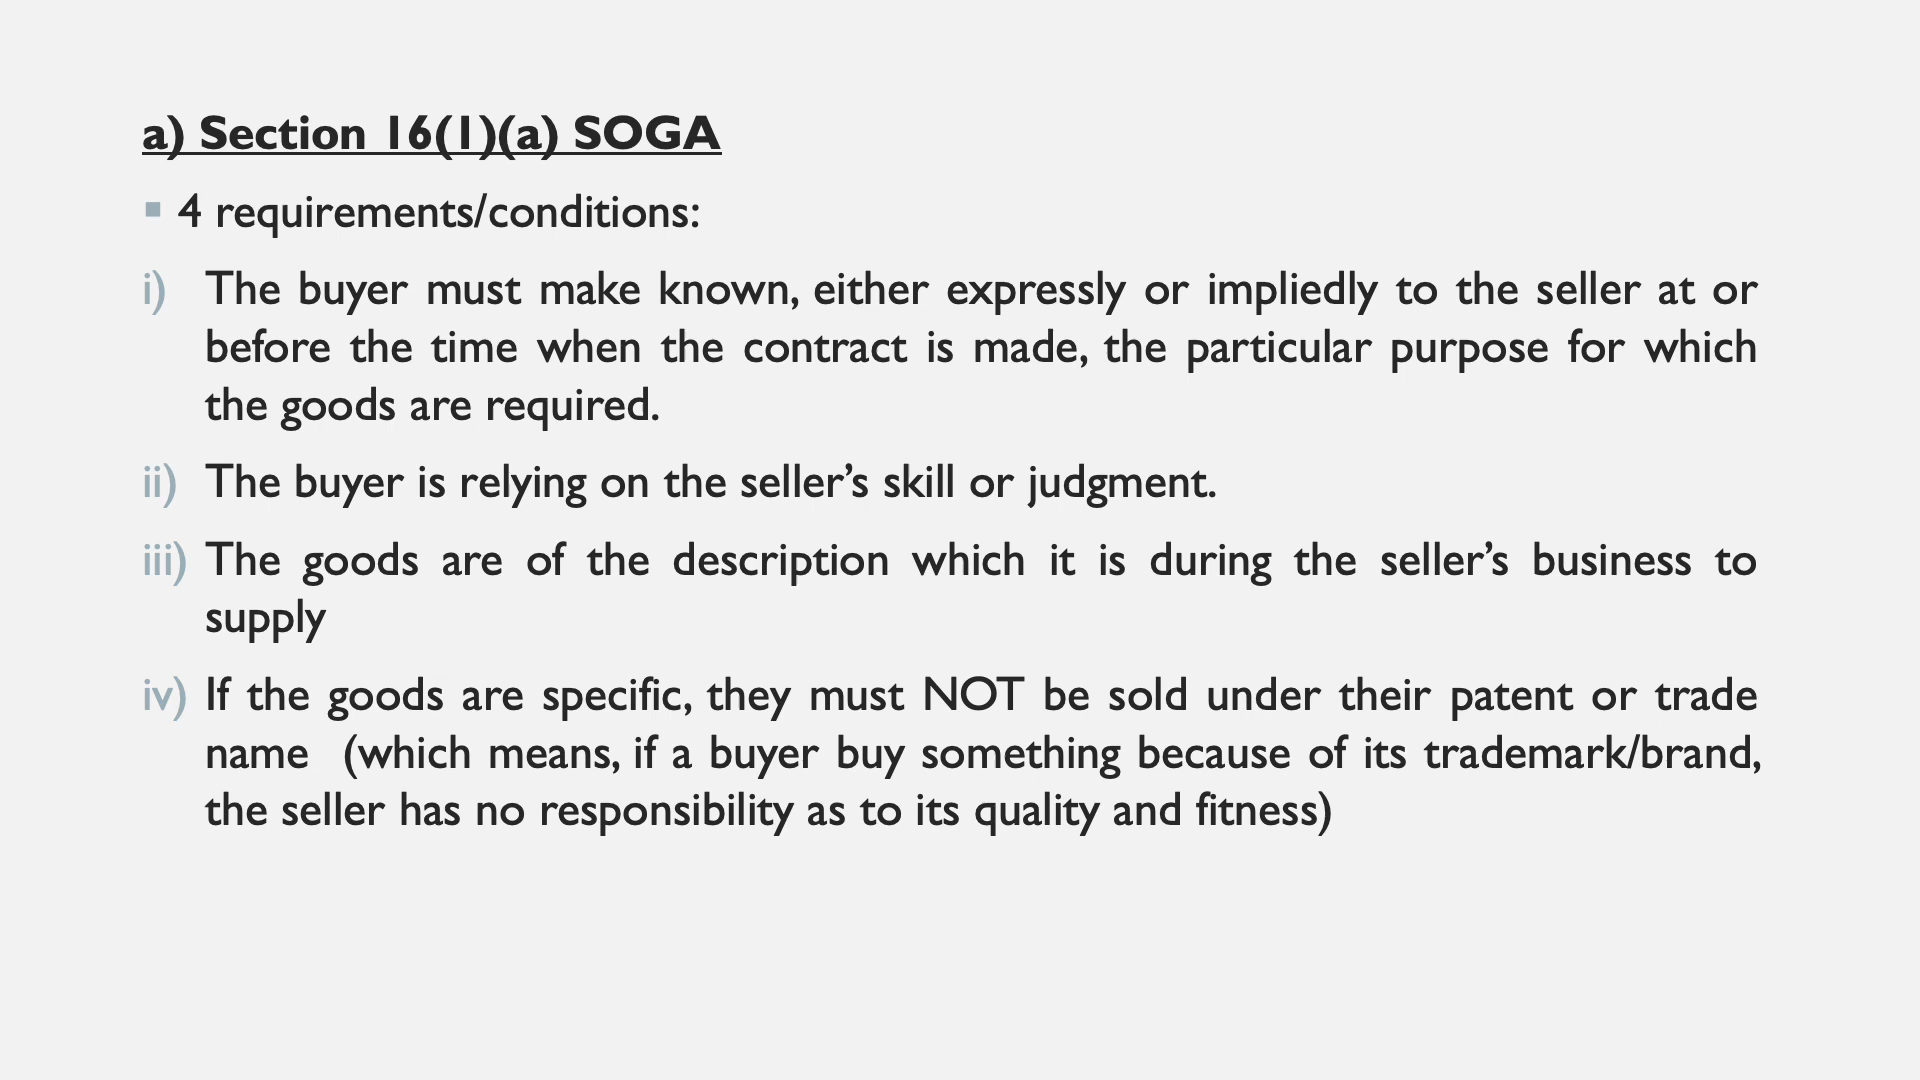 a) Section 16(1)(a) SOGA
▪ 4 requirements/conditions:
i) The buyer must make known, either expressly or impliedly to the seller at or
before the time when the contract is made, the particular purpose for which
the goods are required.
ii) The buyer is relying on the seller’s skill or judgment.
iii) The goods are of the description which it is during the seller’s business to
supply
iv) If the goods are specific, they must NOT be sold under their patent or trade
name (which means, if a buyer buy something because of its trademark/brand,
the seller has no responsibility as to its quality and fitness)